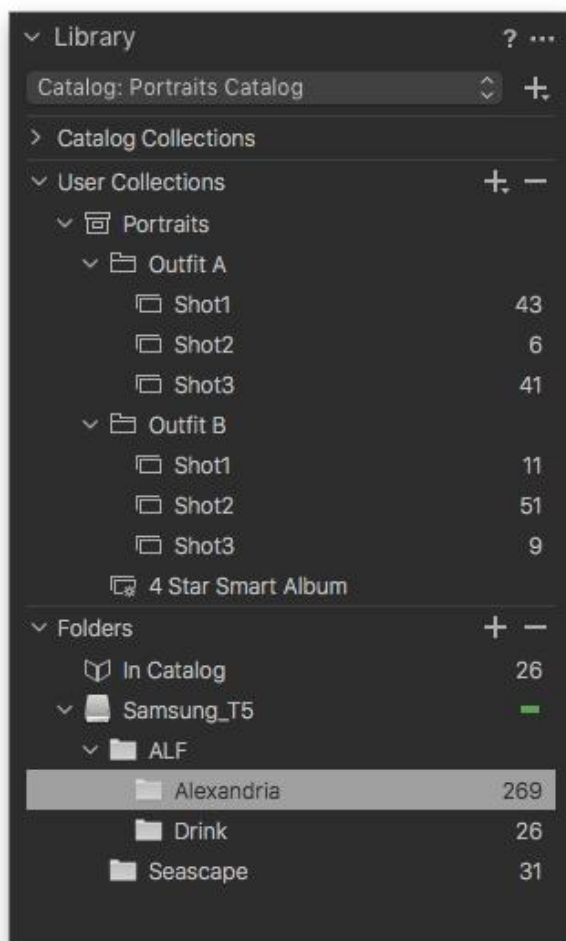 Library ? ...
Catalog: Portraits Catalog
Catalog Collections
User Collections
Portraits
Outfit A
Shot1 43
Shot2 6
Shot3 41
Outfit B
Shot1 11
Shot2 51
Shot3 9
4 Star Smart Album
Folders
In Catalog 26
Samsung_T5
ALF
Alexandria 269
Drink 26
Seascape 31